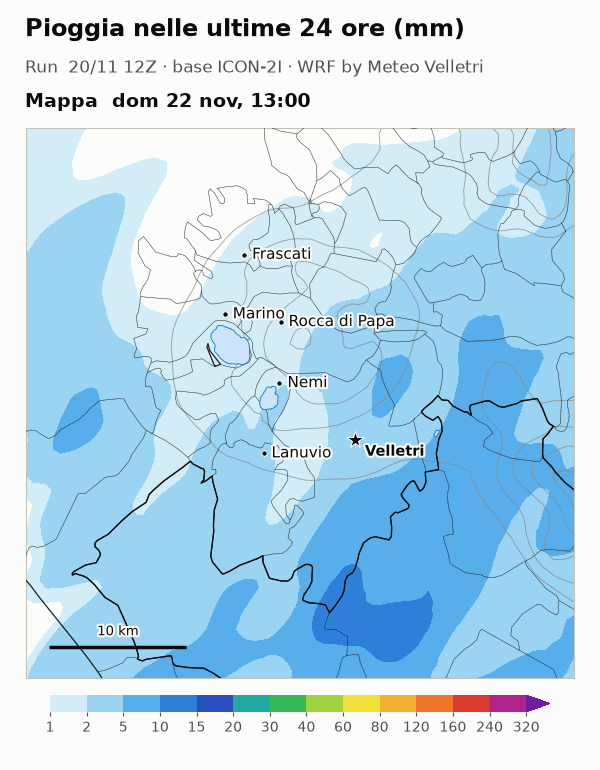 Pioggia nelle ultime 24 ore (mm)
Run  20/11 12Z · base ICON-2I · WRF by Meteo Velletri
Mappa  dom 22 nov, 13:00
Frascati
Marino
Rocca di Papa
Nemi
Velletri
Lanuvio
10 km
1 2 5 10 15 20 30 40 60 80 120 160 240 320